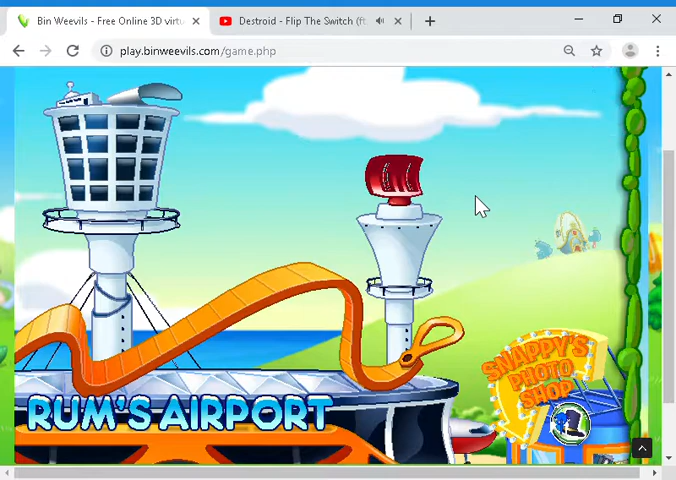 Bin Weevils - Free Online 3D virtu
Destroid - Flip The Switch (ft.
play.binweevils.com/game.php
SNAPPY'S
PHOTO
SHOP
RUM'S AIRPORT